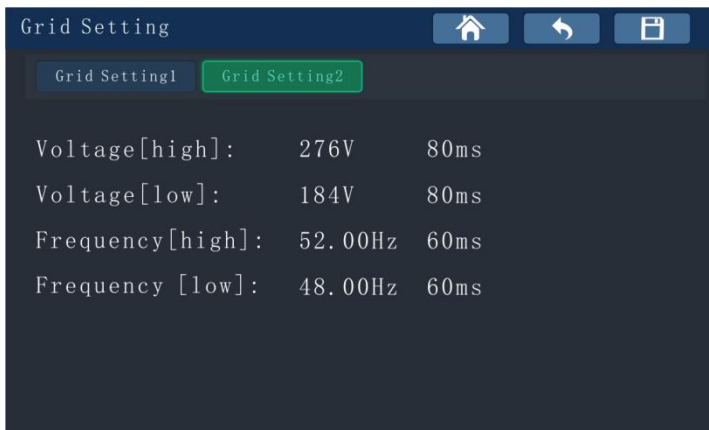 Grid Setting
Grid Setting1 Grid Setting2
Voltage[high]: 276V 80ms
Voltage[low]: 184V 80ms
Frequency[high]: 52.00Hz 60ms
Frequency [low]: 48.00Hz 60ms